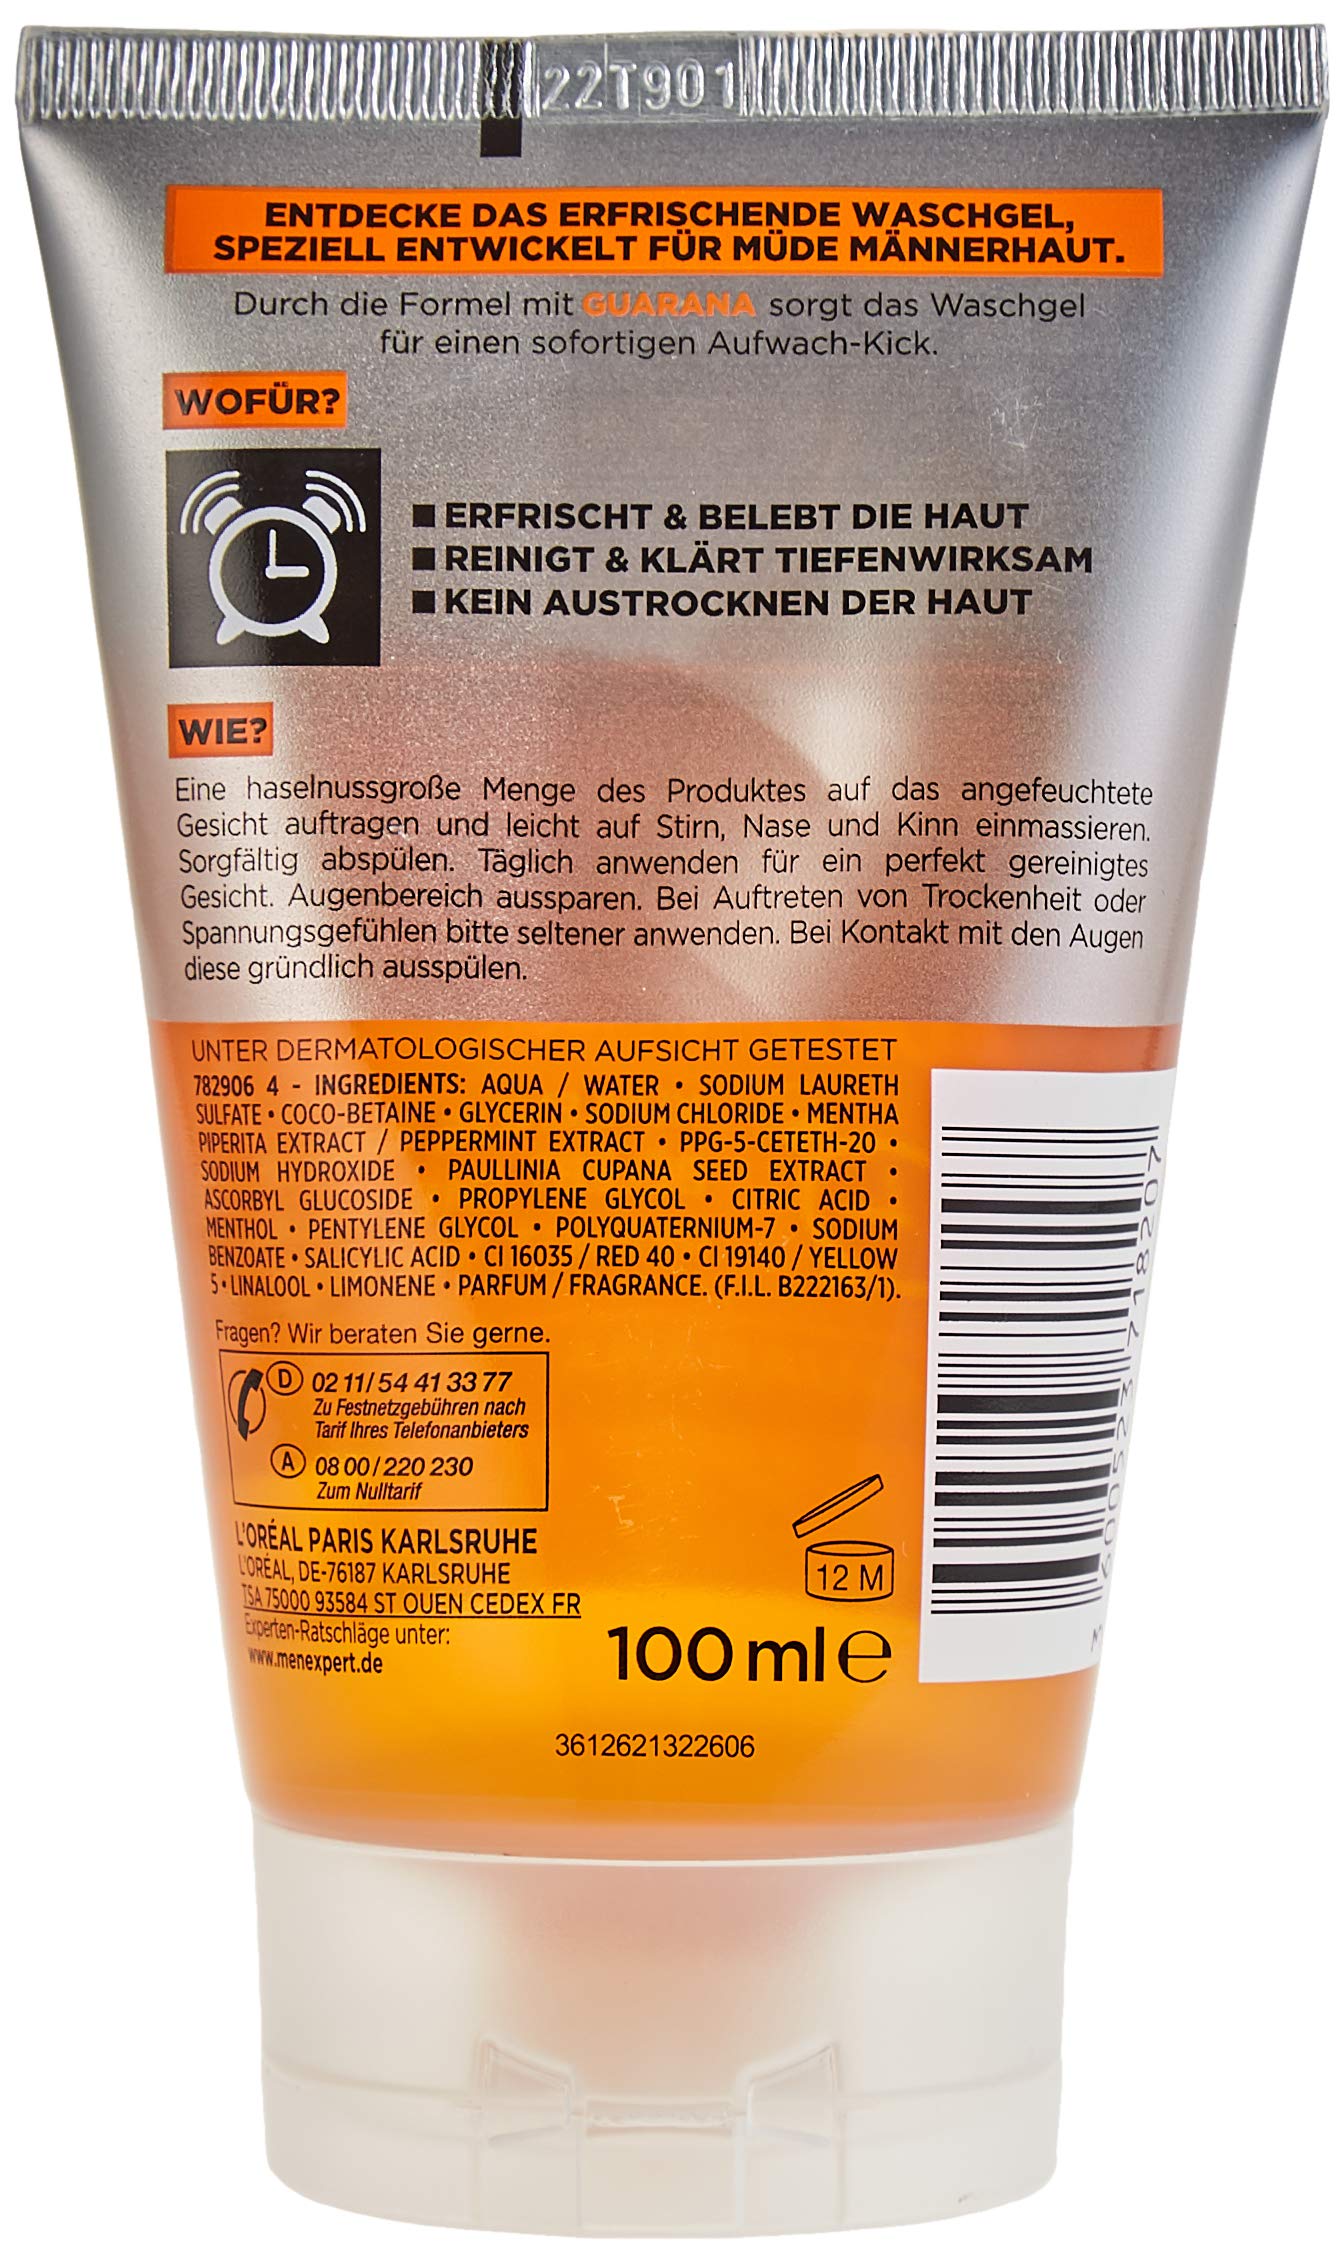 22T901
ENTDECKE DAS ERFRISCHENDE WASCHGEL,
SPEZIELL ENTWICKELT FÜR MÜDE MÄNNERHAUT.
Durch die Formel mit GUARANA sorgt das Waschgel
für einen sofortigen Aufwach-Kick.
WOFÜR?
■ ERFRISCHT & BELEBT DIE HAUT
■ REINIGT & KLÄRT TIEFENWIRKSAM
■ KEIN AUSTROCKNEN DER HAUT
WIE?
Eine haselnussgroße Menge des Produktes auf das angefeuchtete
Gesicht auftragen und leicht auf Stirn, Nase und Kinn einmassieren.
Sorgfältig abspülen. Täglich anwenden für ein perfekt gereinigtes
Gesicht. Augenbereich aussparen. Bei Auftreten von Trockenheit oder
Spannungsgefühlen bitte seltener anwenden. Bei Kontakt mit den Augen
diese gründlich ausspülen.
UNTER DERMATOLOGISCHER AUFSICHT GETESTET
782906 4 - INGREDIENTS: AQUA / WATER • SODIUM LAURETH
SULFATE • COCO-BETAINE • GLYCERIN • SODIUM CHLORIDE • MENTHA
PIPERITA EXTRACT / PEPPERMINT EXTRACT • PPG-5-CETETH-20 •
SODIUM HYDROXIDE • PAULLINIA CUPANA SEED EXTRACT •
ASCORBYL GLUCOSIDE • PROPYLENE GLYCOL • CITRIC ACID •
MENTHOL • PENTYLENE GLYCOL • POLYQUATERNIUM-7 • SODIUM
BENZOATE • SALICYLIC ACID • CI 16035 / RED 40 • CI 19140 / YELLOW
5 • LINALOOL • LIMONENE • PARFUM / FRAGRANCE. (F.I.L. B222163/1).
Fragen? Wir beraten Sie gerne.
D 02 11/54 41 33 77
Zu Festnetzgebühren nach
Tarif Ihres Telefonanbieters
A 08 00/220 230
Zum Nulltarif
L'ORÉAL PARIS KARLSRUHE
L'ORÉAL, DE-76187 KARLSRUHE
TSA 75000 93584 ST OUEN CEDEX FR
Experten-Ratschläge unter:
www.menexpert.de
12 M
100 ml e
3612621322606
3 600523 718207